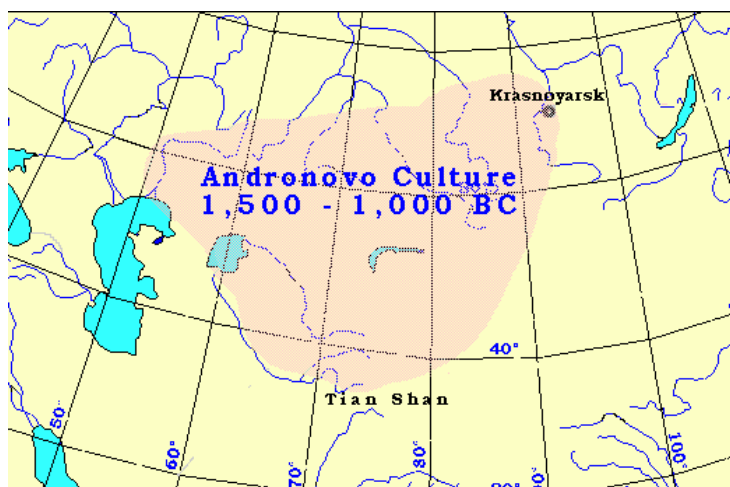 Krasnoyarsk
Andronovo Culture
1,500 - 1,000 BC
40°
Tian Shan
50°
60°
70°
80°
100°